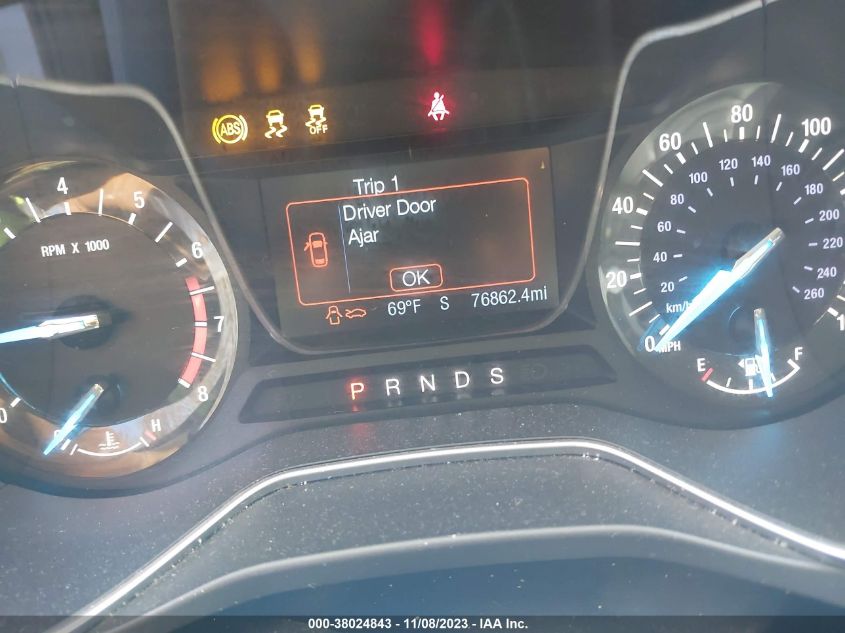 ABS
OFF
Trip 1
Driver Door
Ajar
OK
69°F S 76862.4mi
P R N D S
0 4 5 6 7 8
RPM X 1000
H
0 20 40 60 80 100
20 40 60 80 100 120 140 160 180 200 220 240 260
km/h
MPH
E F
000-38024843 - 11/08/2023 - IAA Inc.